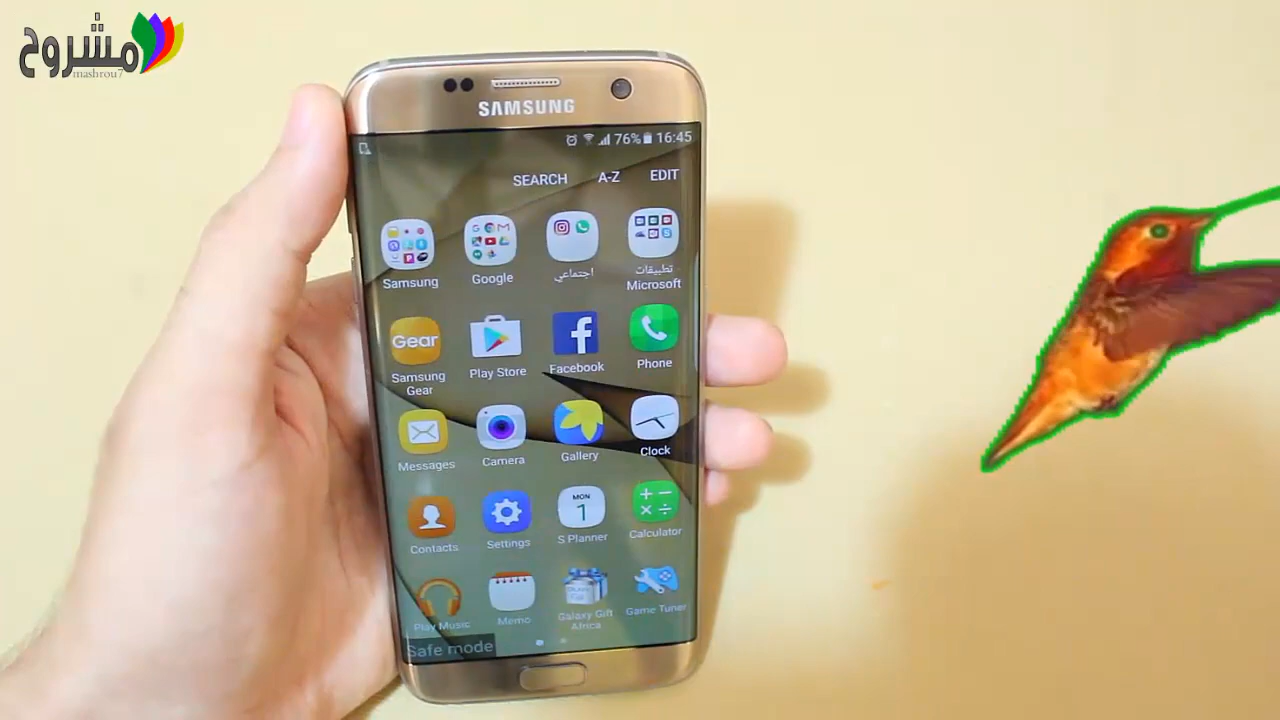 مشروح
mashrou7
SAMSUNG
76% 16:45
SEARCH A-Z EDIT
Samsung Google اجتماعي تطبيقات Microsoft
Gear
Samsung Gear Play Store Facebook Phone
Messages Camera Gallery Clock
MON
1
Contacts Settings S Planner Calculator
Play Music Memo Galaxy Gift Africa Game Tuner
Safe mode